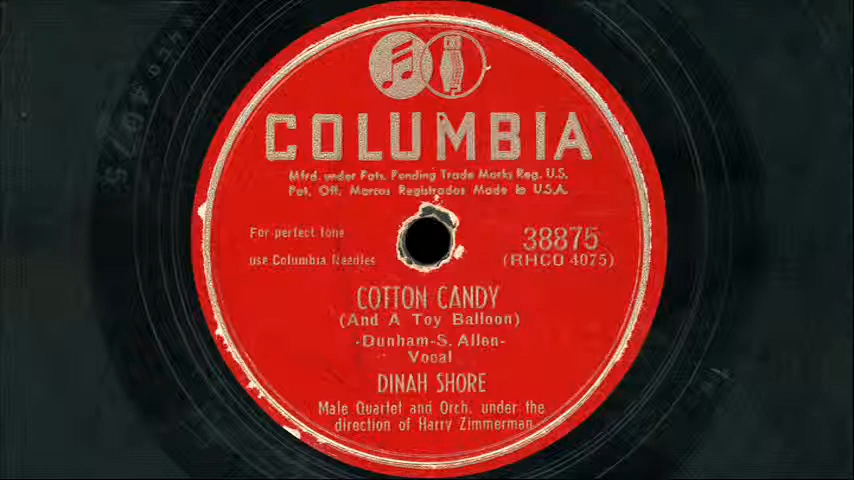 COLUMBIA
Mfrd. under Pats. Pending Trade Marks Reg. U.S.
Pat. Off. Marcas Registradas Made in U.S.A.
For perfect tone
use Columbia Needles
38875
(RHCO 4075)
COTTON CANDY
(And A Toy Balloon)
-Dunham-S. Allen-
Vocal
DINAH SHORE
Male Quartet and Orch. under the
direction of Harry Zimmerman